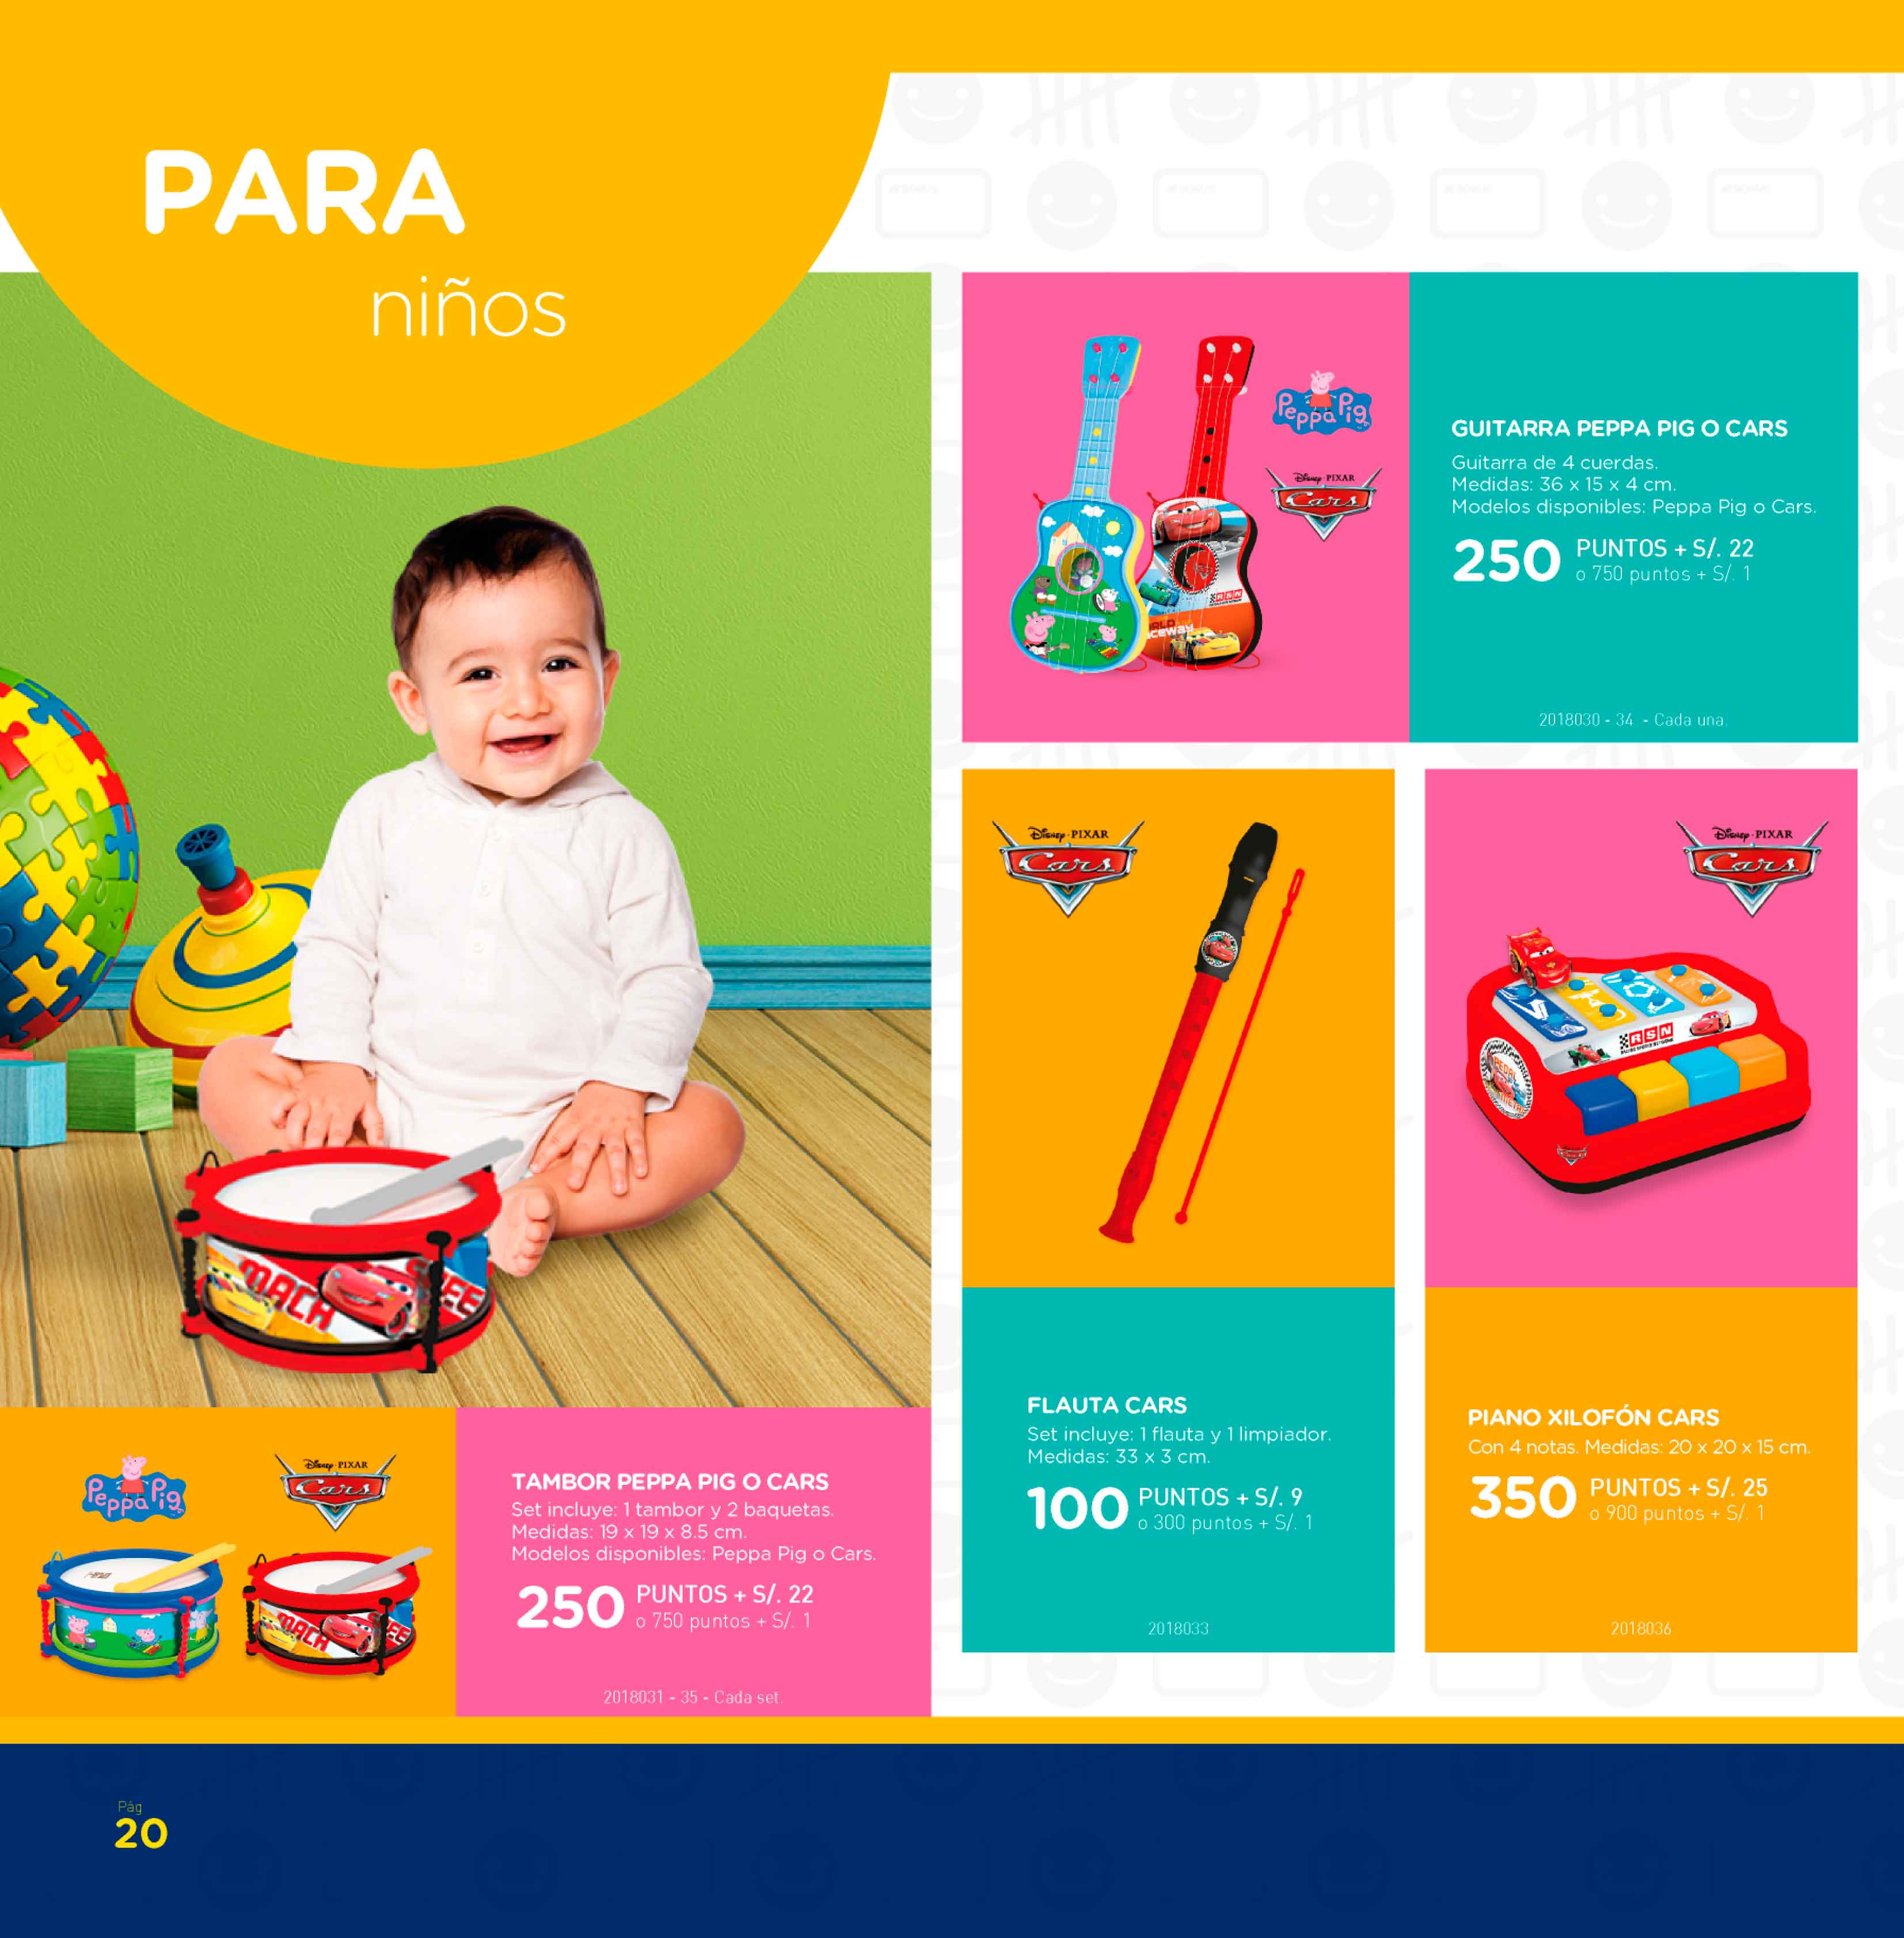 PARA
niños
Peppa Pig
Disney · PIXAR
Cars
GUITARRA PEPPA PIG O CARS
Guitarra de 4 cuerdas.
Medidas: 36 x 15 x 4 cm.
Modelos disponibles: Peppa Pig o Cars.
250 PUNTOS + S/. 22
o 750 puntos + S/. 1
2018030 - 34 - Cada una.
RSN
Disney · PIXAR
Cars
FLAUTA CARS
Set incluye: 1 flauta y 1 limpiador.
Medidas: 33 x 3 cm.
100 PUNTOS + S/. 9
o 300 puntos + S/. 1
2018033
Disney · PIXAR
Cars
RSN
PIANO XILOFÓN CARS
Con 4 notas. Medidas: 20 x 20 x 15 cm.
350 PUNTOS + S/. 25
o 900 puntos + S/. 1
2018036
MACH
Peppa Pig
Disney · PIXAR
Cars
MACH
TAMBOR PEPPA PIG O CARS
Set incluye: 1 tambor y 2 baquetas.
Medidas: 19 x 19 x 8.5 cm.
Modelos disponibles: Peppa Pig o Cars.
250 PUNTOS + S/. 22
o 750 puntos + S/. 1
2018031 - 35 - Cada set.
Pág
20